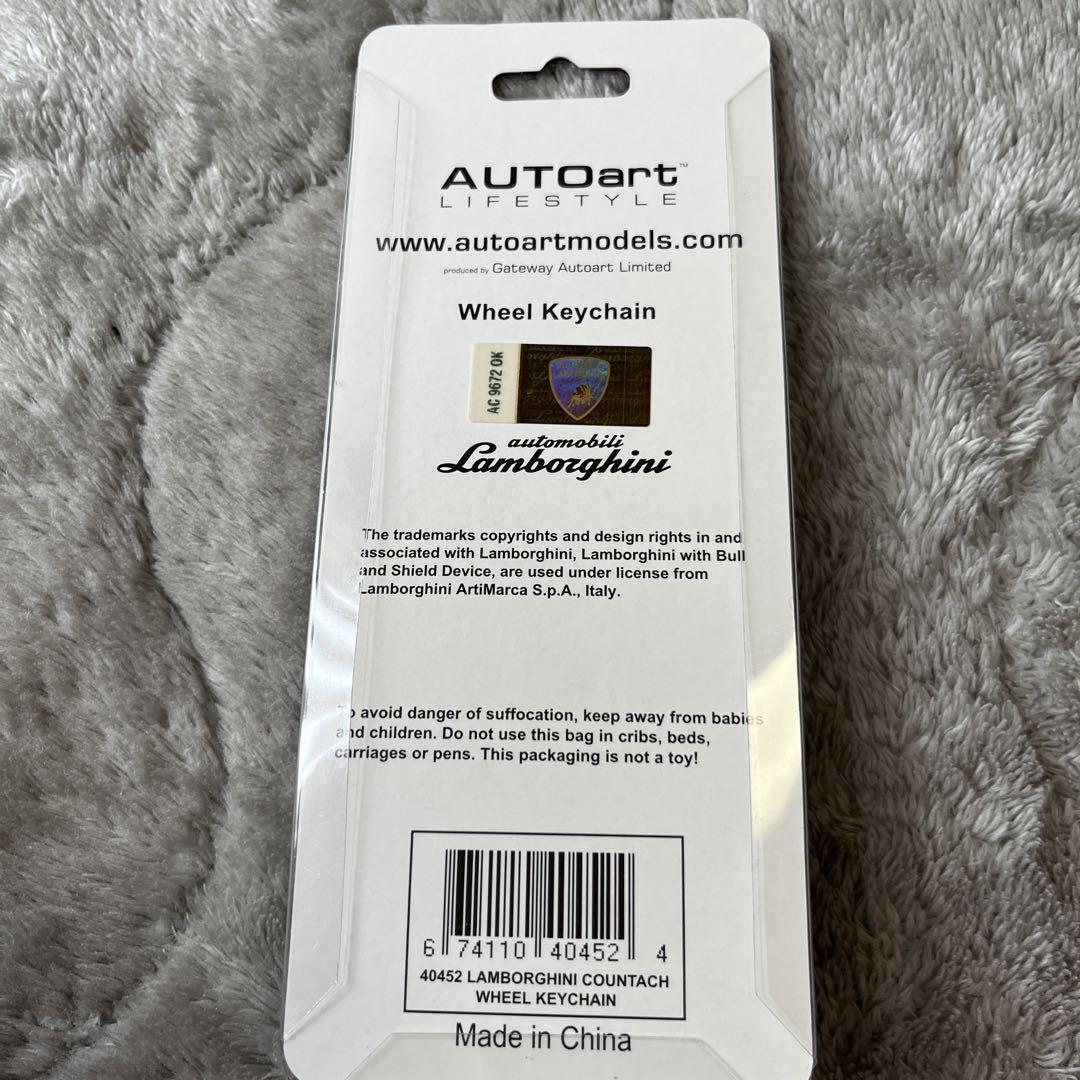 AUTOart™
LIFESTYLE
www.autoartmodels.com
produced by Gateway Autoart Limited
Wheel Keychain
AC 9672 OK
automobili
Lamborghini
The trademarks copyrights and design rights in and
associated with Lamborghini, Lamborghini with Bull
and Shield Device, are used under license from
Lamborghini ArtiMarca S.p.A., Italy.
To avoid danger of suffocation, keep away from babies
and children. Do not use this bag in cribs, beds,
carriages or pens. This packaging is not a toy!
6 74110 40452 4
40452 LAMBORGHINI COUNTACH
WHEEL KEYCHAIN
Made in China